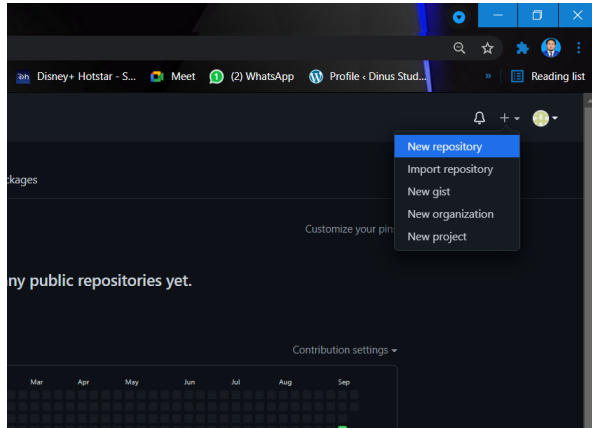 Disney+ Hotstar - S... Meet (2) WhatsApp Profile ‹ Dinus Stud... » Reading list
New repository
Import repository
ckages
New gist
New organization
Customize your pin
New project
ny public repositories yet.
Contribution settings
Mar Apr May Jun Jul Aug Sep